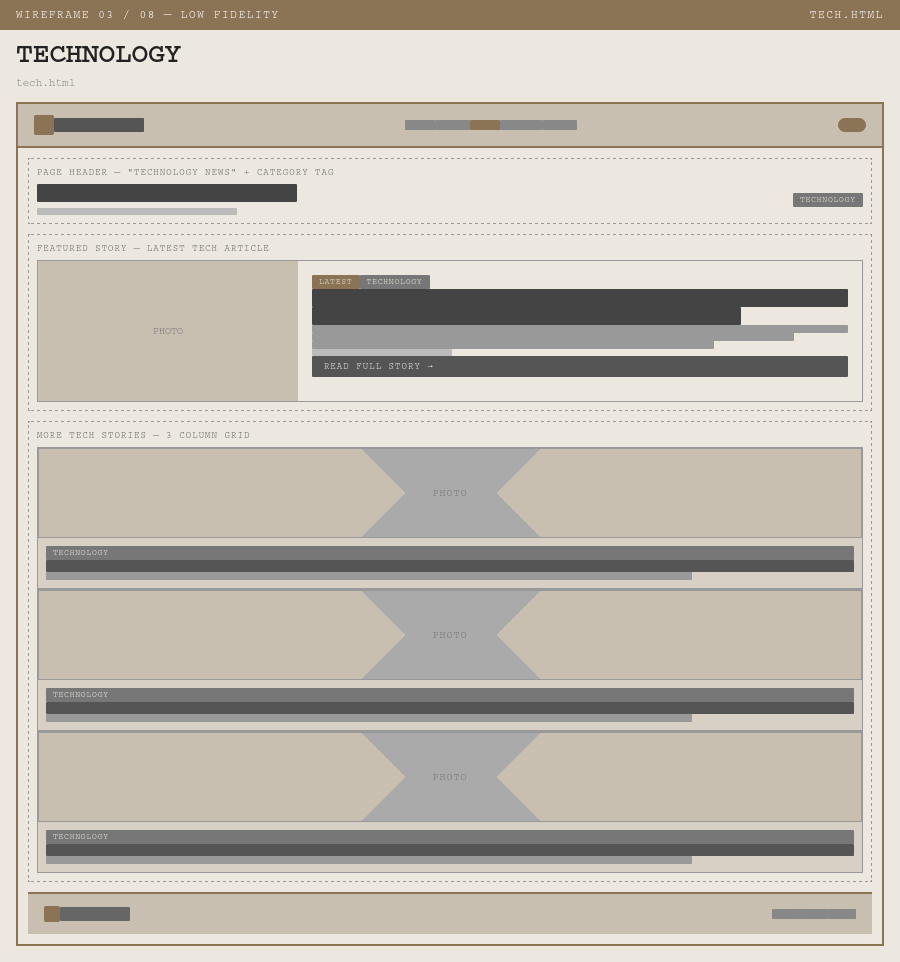 WIREFRAME 03 / 08 — LOW FIDELITY
TECH.HTML
TECHNOLOGY
tech.html
PAGE HEADER — "TECHNOLOGY NEWS" + CATEGORY TAG
TECHNOLOGY
FEATURED STORY — LATEST TECH ARTICLE
PHOTO
LATEST TECHNOLOGY
READ FULL STORY →
MORE TECH STORIES — 3 COLUMN GRID
PHOTO
TECHNOLOGY
PHOTO
TECHNOLOGY
PHOTO
TECHNOLOGY